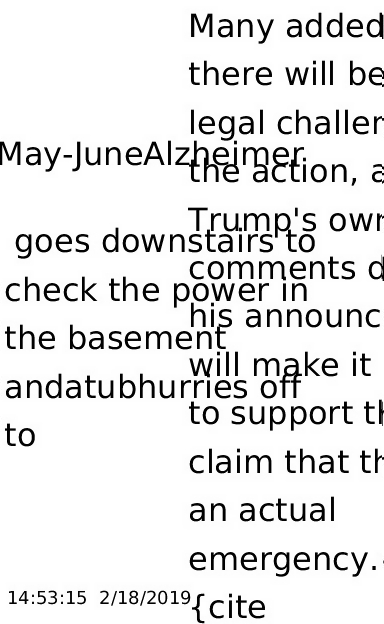 Many added
there will be
legal challen
the action, a
Trump's own
comments d
his announc
will make it
to support th
claim that th
an actual
emergency.
{cite
May-JuneAlzheimer
goes downstairs to
check the power in
the basement
andatubhurries off
to
14:53:15 2/18/2019